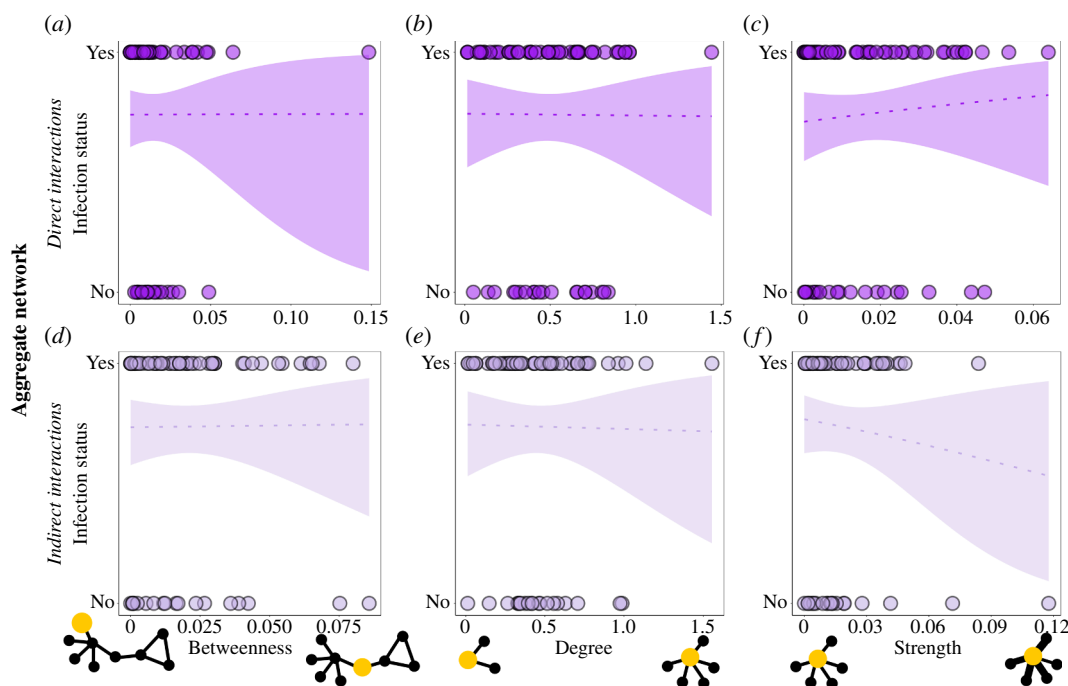 (a)
(b)
(c)
Yes
Yes
Yes
No
No
No
0
0.05
0.10
0.15
0
0.5
1.0
1.5
0
0.02
0.04
0.06
Direct interactions
Infection status
Aggregate network
(d)
(e)
(f)
Yes
Yes
Yes
No
No
No
0
0.025
0.050
0.075
0
0.5
1.0
1.5
0
0.03
0.06
0.09
0.12
Indirect interactions
Infection status
Betweenness
Degree
Strength